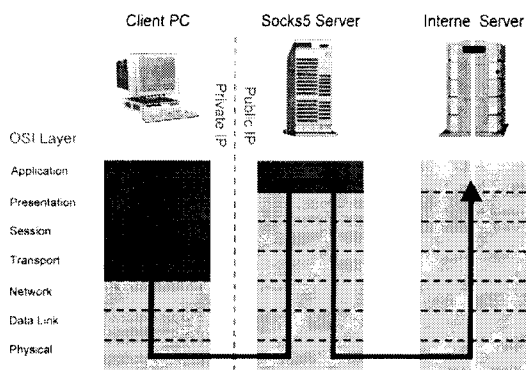 Client PC
Socks5 Server
Interne Server
Private IP
Public IP
OSI Layer
Application
Presentation
Session
Transport
Network
Data Link
Physical